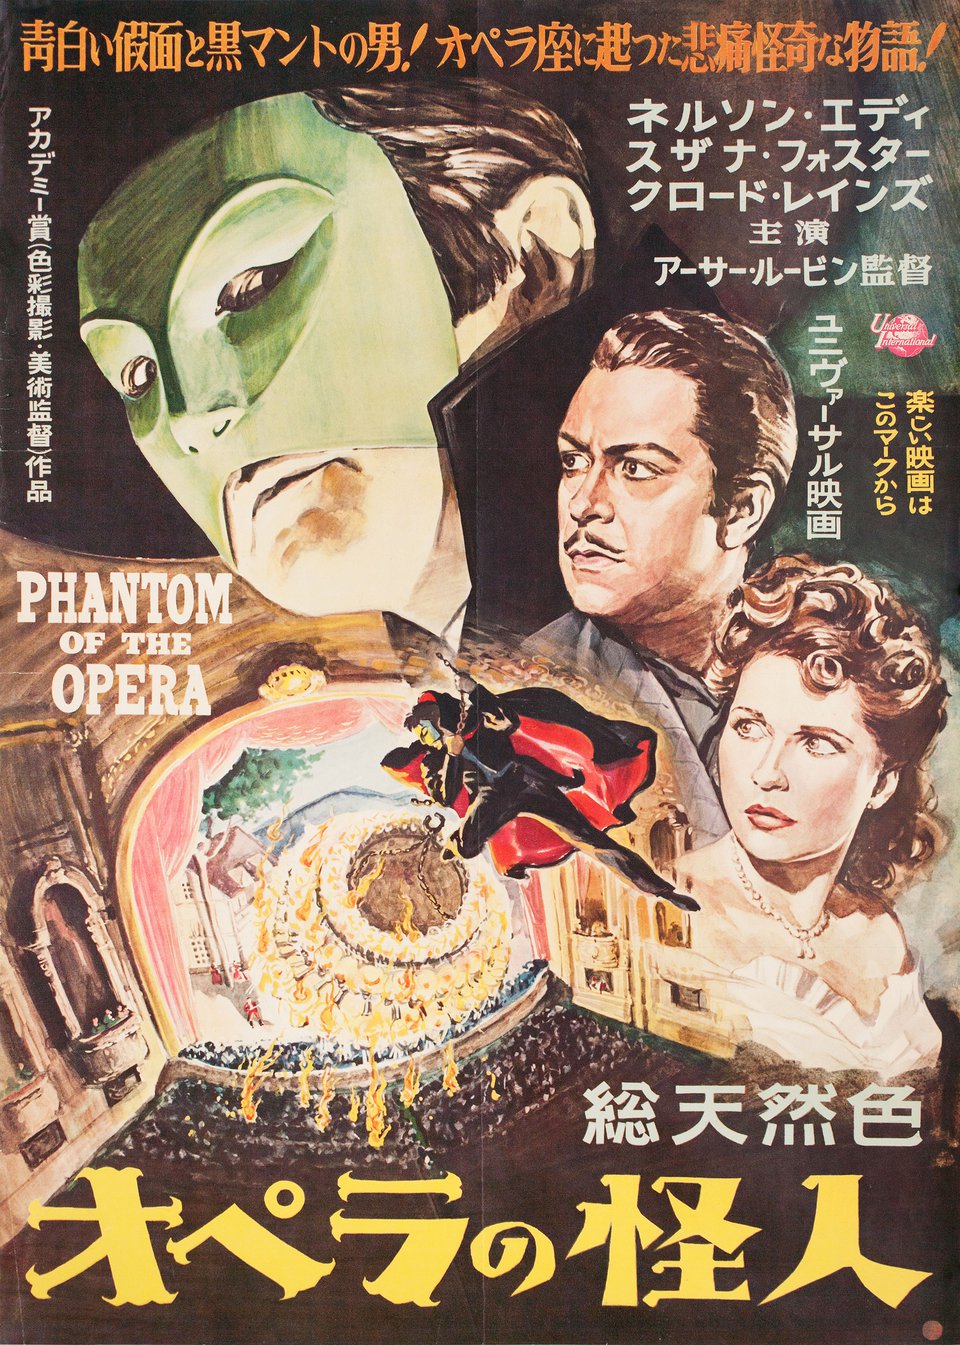 靑白い假面と黒マントの男！オペラ座に起つた悲痛怪奇な物語！
ネルソン・エディ
スザナ・フォスター
クロード・レインズ
主演
アーサー・ルービン監督
ユニヴァーサル映画
Universal
International
楽しい映画は
このマークから
アカデミー賞（色彩撮影・美術監督）作品
PHANTOM
OF THE
OPERA
総天然色
オペラの怪人